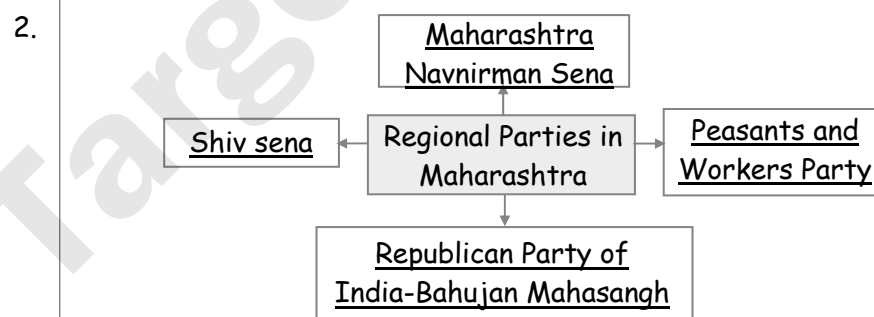 2.
Maharashtra
Navnirman Sena
Shiv sena
Regional Parties in
Maharashtra
Peasants and
Workers Party
Republican Party of
India-Bahujan Mahasangh